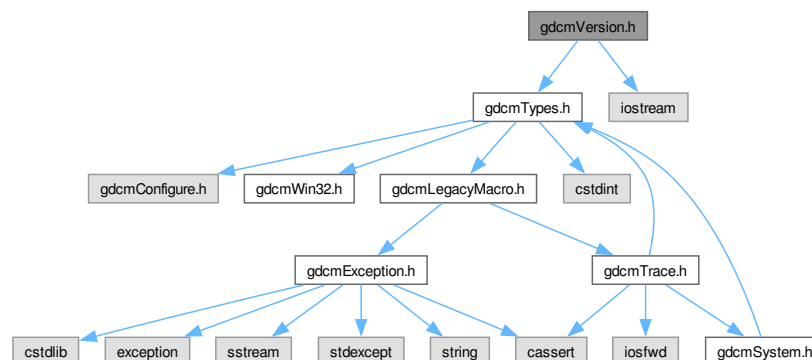 gdcmVersion.h
gdcmTypes.h
iostream
gdcmConfigure.h
gdcmWin32.h
gdcmLegacyMacro.h
cstdint
gdcmException.h
gdcmTrace.h
cstdlib
exception
sstream
stdexcept
string
cassert
iosfwd
gdcmSystem.h